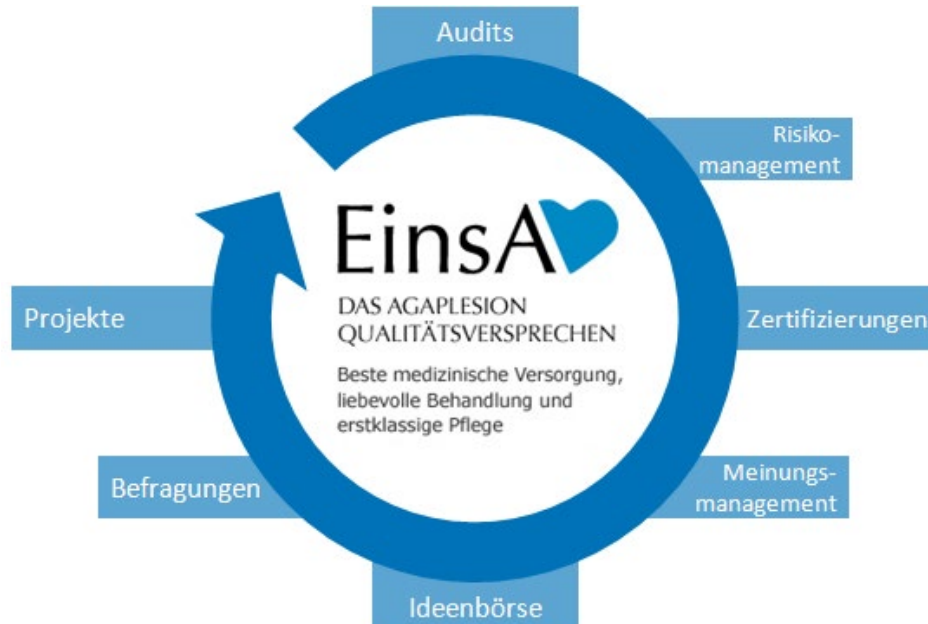 Audits
Risiko-
management
EinsA
DAS AGAPLESION
QUALITÄTSVERSPRECHEN
Projekte
Zertifizierungen
Beste medizinische Versorgung,
liebevolle Behandlung und
erstklassige Pflege
Befragungen
Meinungs-
management
Ideenbörse